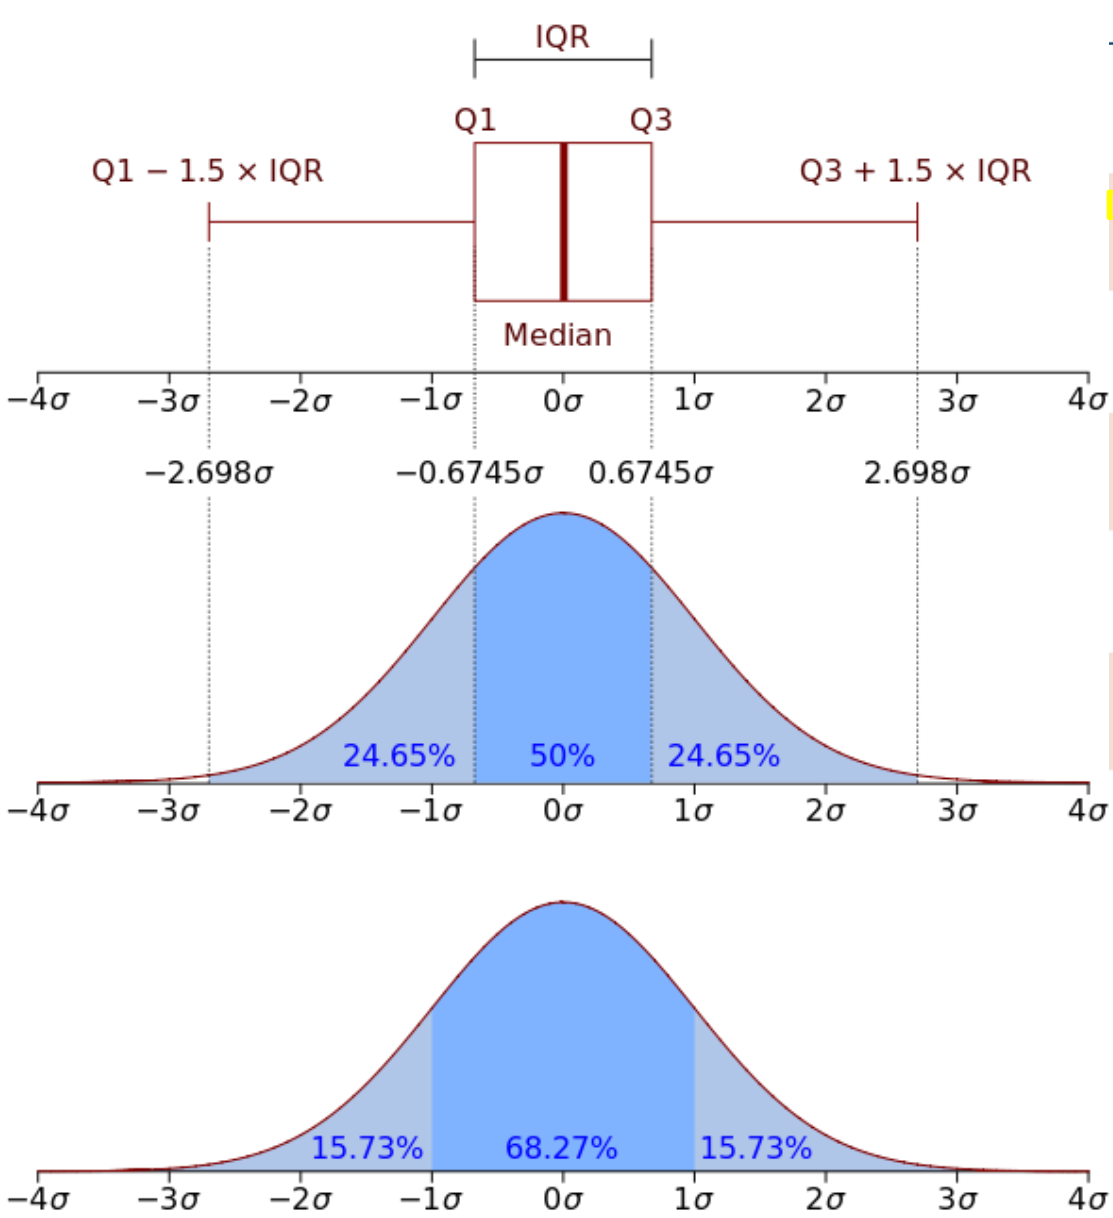 IQR
Q1 Q3
Q1 − 1.5 × IQR Q3 + 1.5 × IQR
Median
−4σ −3σ −2σ −1σ 0σ 1σ 2σ 3σ 4σ
−2.698σ −0.6745σ 0.6745σ 2.698σ
24.65% 50% 24.65%
−4σ −3σ −2σ −1σ 0σ 1σ 2σ 3σ 4σ
15.73% 68.27% 15.73%
−4σ −3σ −2σ −1σ 0σ 1σ 2σ 3σ 4σ